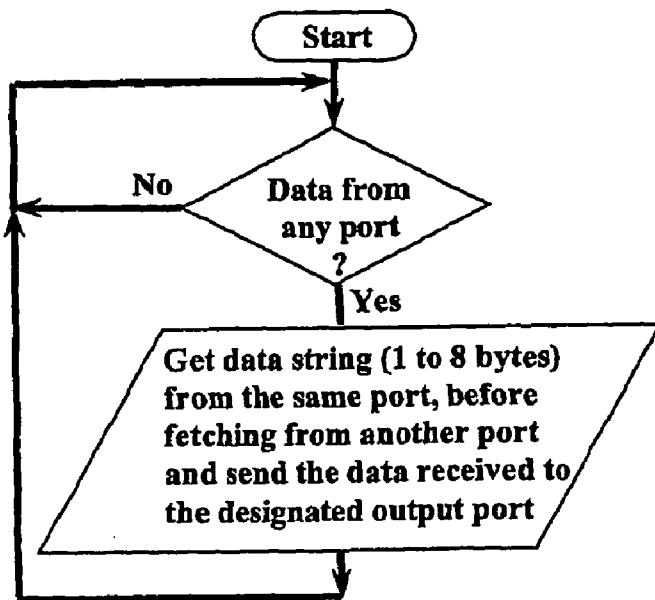 Start
No
Data from
any port
?
Yes
Get data string (1 to 8 bytes)
from the same port, before
fetching from another port
and send the data received to
the designated output port